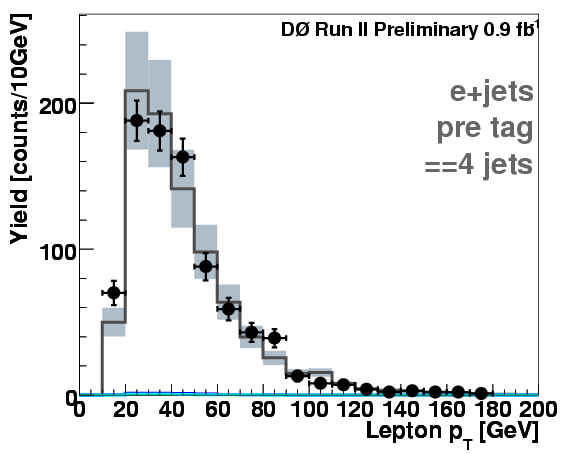 DØ Run II Preliminary 0.9 fb⁻¹
e+jets
pre tag
==4 jets
Yield [counts/10GeV]
200
100
0
0 20 40 60 80 100 120 140 160 180 200
Lepton p_T [GeV]